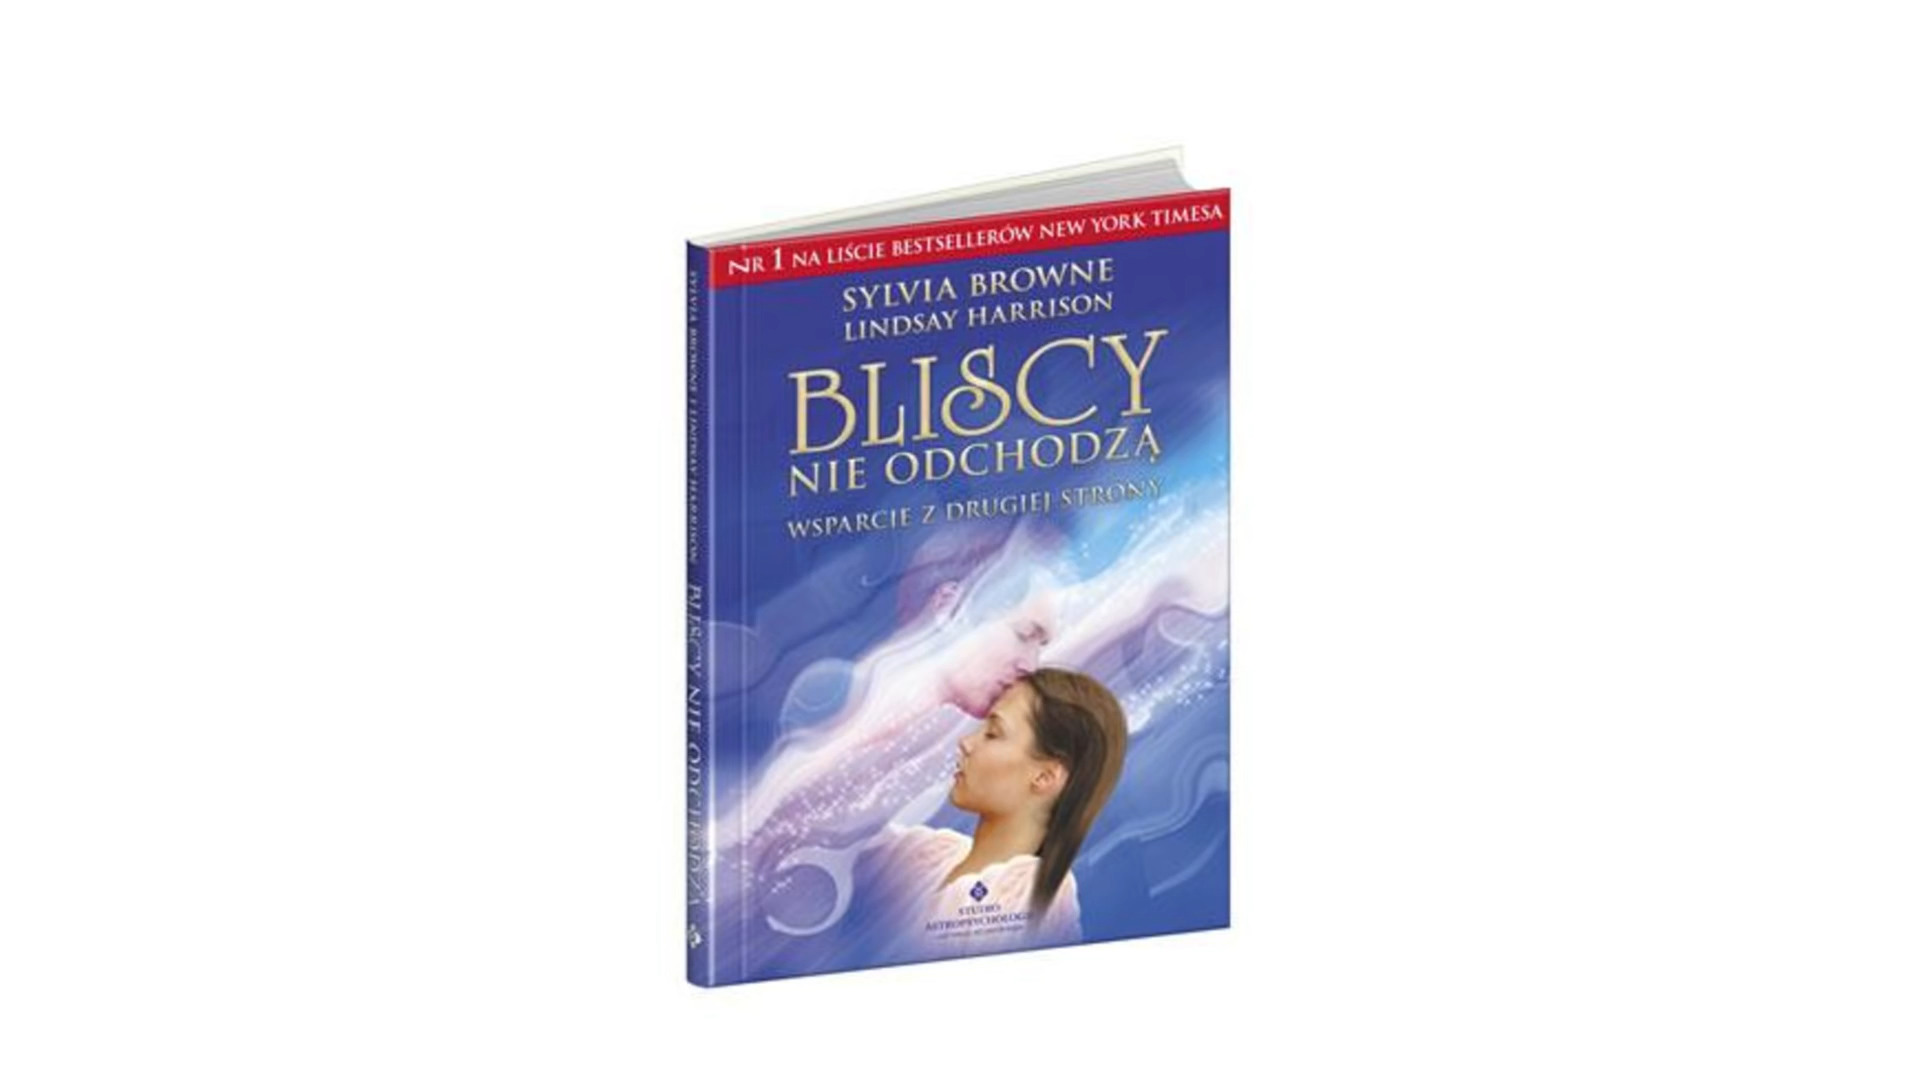 NR 1 NA LIŚCIE BESTSELLERÓW NEW YORK TIMESA
SYLVIA BROWNE
LINDSAY HARRISON
BLISCY
NIE ODCHODZĄ
WSPARCIE Z DRUGIEJ STRONY
STUDIO
ASTROPSYCHOLOGII
SYLVIA BROWNE I LINDSAY HARRISON BLISCY NIE ODCHODZĄ